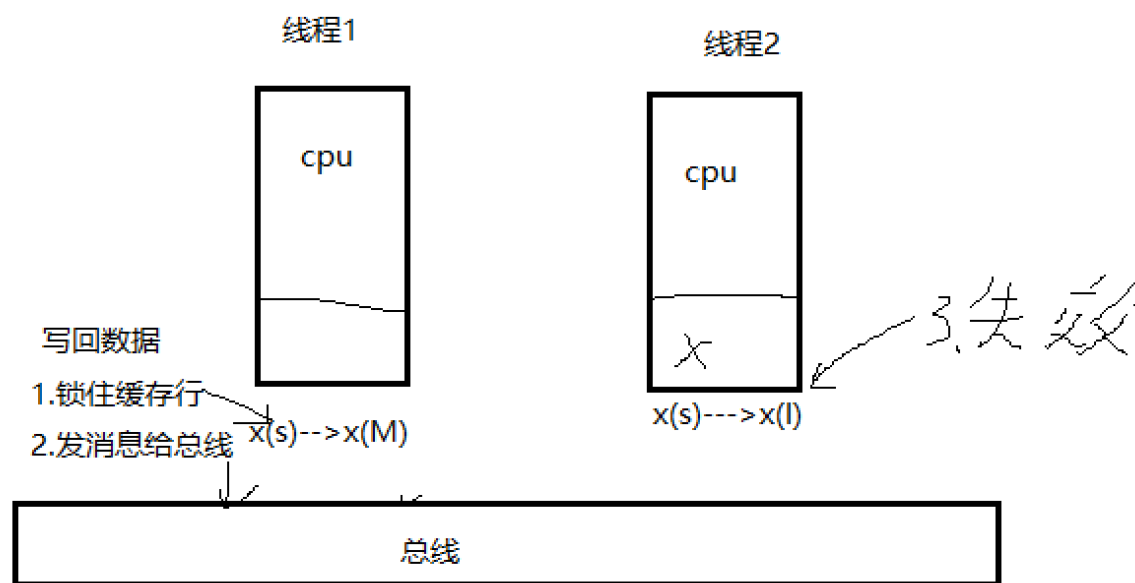 线程1
线程2
cpu
cpu
写回数据
1.锁住缓存行
2.发消息给总线
x(s)-->x(M)
x
x(s)--->x(I)
3.失效
总线